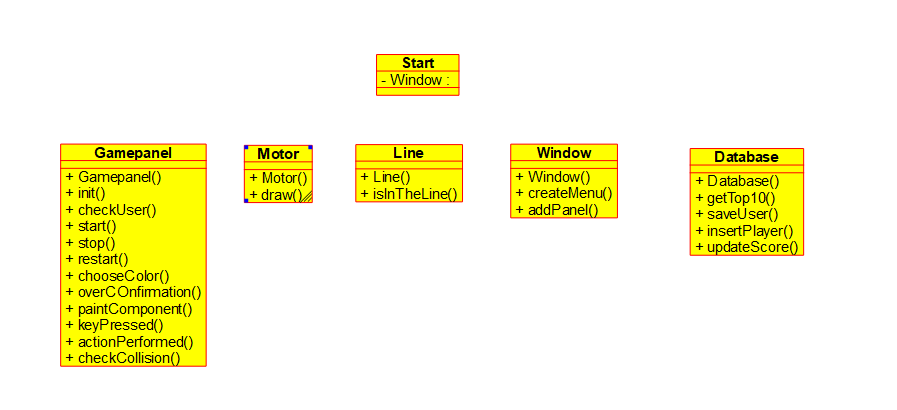 Start
- Window :
Gamepanel
+ Gamepanel()
+ init()
+ checkUser()
+ start()
+ stop()
+ restart()
+ chooseColor()
+ overCOnfirmation()
+ paintComponent()
+ keyPressed()
+ actionPerformed()
+ checkCollision()
Motor
+ Motor()
+ draw()
Line
+ Line()
+ isInTheLine()
Window
+ Window()
+ createMenu()
+ addPanel()
Database
+ Database()
+ getTop10()
+ saveUser()
+ insertPlayer()
+ updateScore()